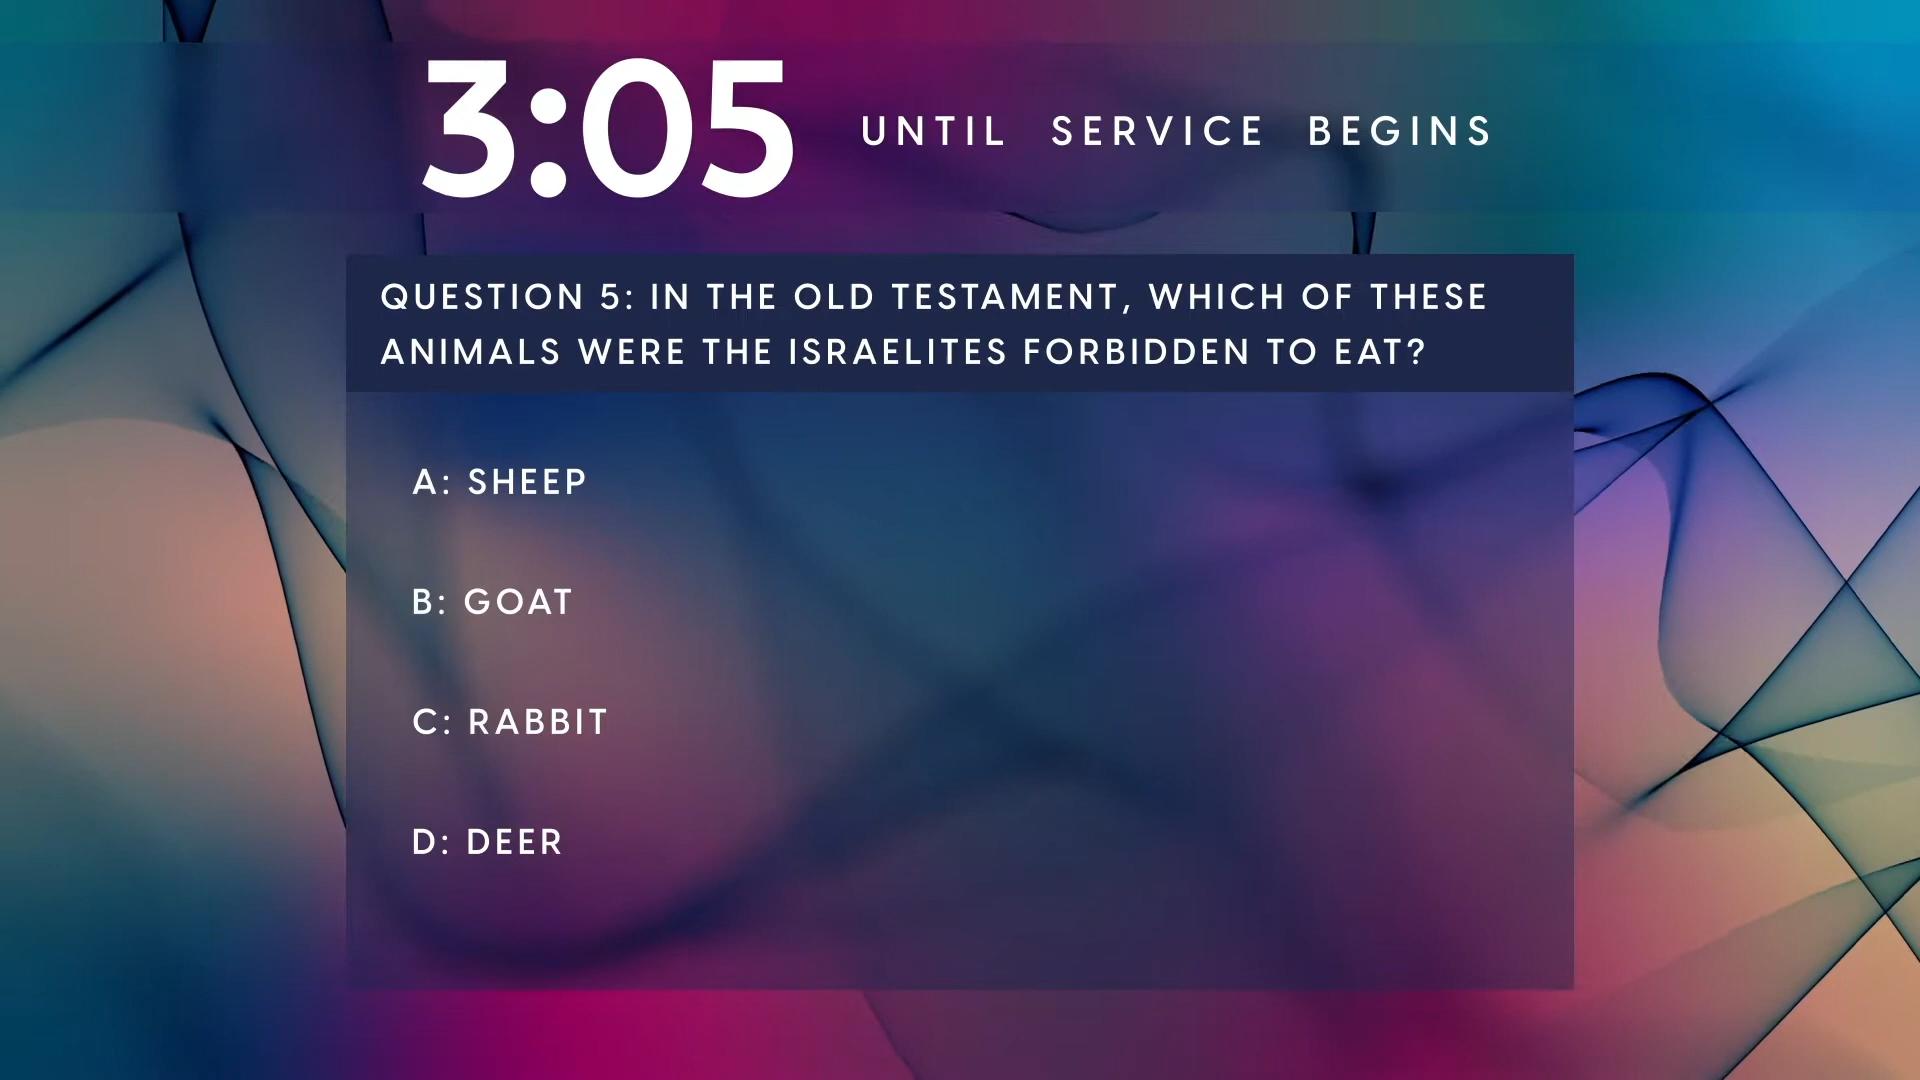 3:05 UNTIL SERVICE BEGINS
QUESTION 5: IN THE OLD TESTAMENT, WHICH OF THESE
ANIMALS WERE THE ISRAELITES FORBIDDEN TO EAT?
A: SHEEP
B: GOAT
C: RABBIT
D: DEER